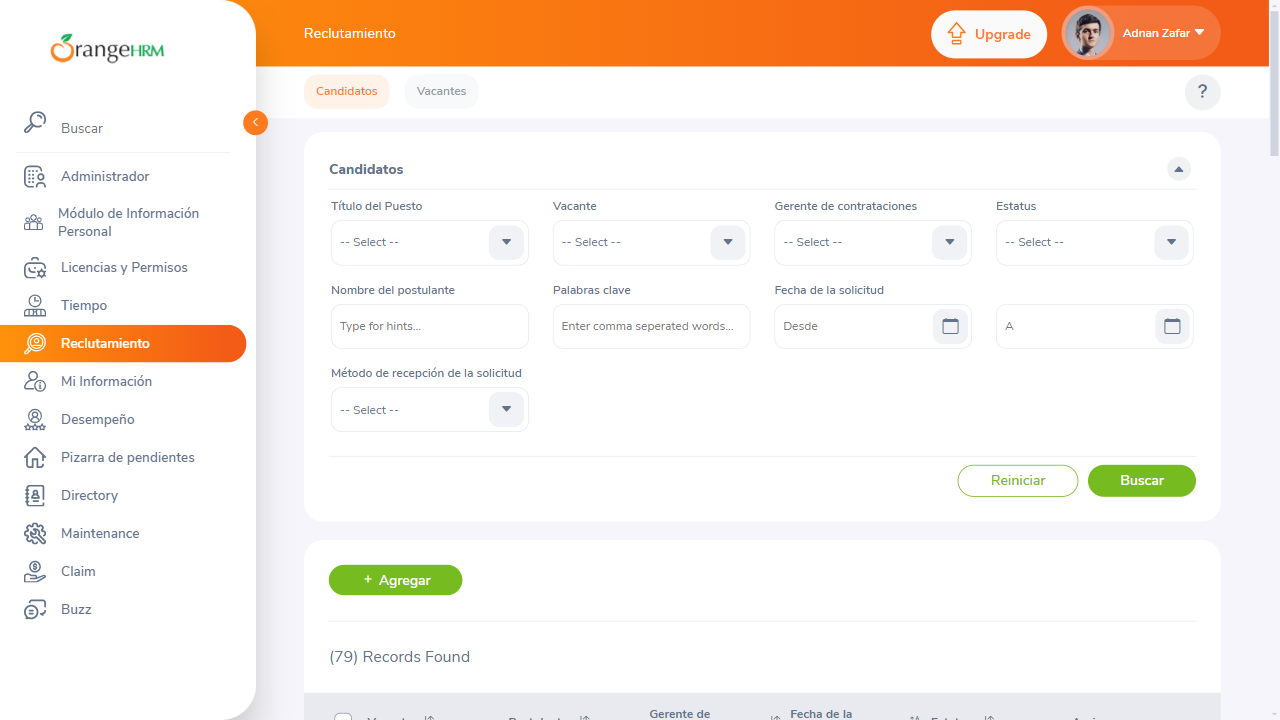 OrangeHRM
Reclutamiento
Upgrade
Adnan Zafar
Candidatos
Vacantes
?
Buscar
Administrador
Módulo de Información
Personal
Licencias y Permisos
Tiempo
Reclutamiento
Mi Información
Desempeño
Pizarra de pendientes
Directory
Maintenance
Claim
Buzz
Candidatos
Título del Puesto
Vacante
Gerente de contrataciones
Estatus
-- Select --
-- Select --
-- Select --
-- Select --
Nombre del postulante
Palabras clave
Fecha de la solicitud
Type for hints...
Enter comma seperated words...
Desde
A
Método de recepción de la solicitud
-- Select --
Reiniciar
Buscar
+ Agregar
(79) Records Found
Gerente de
Fecha de la